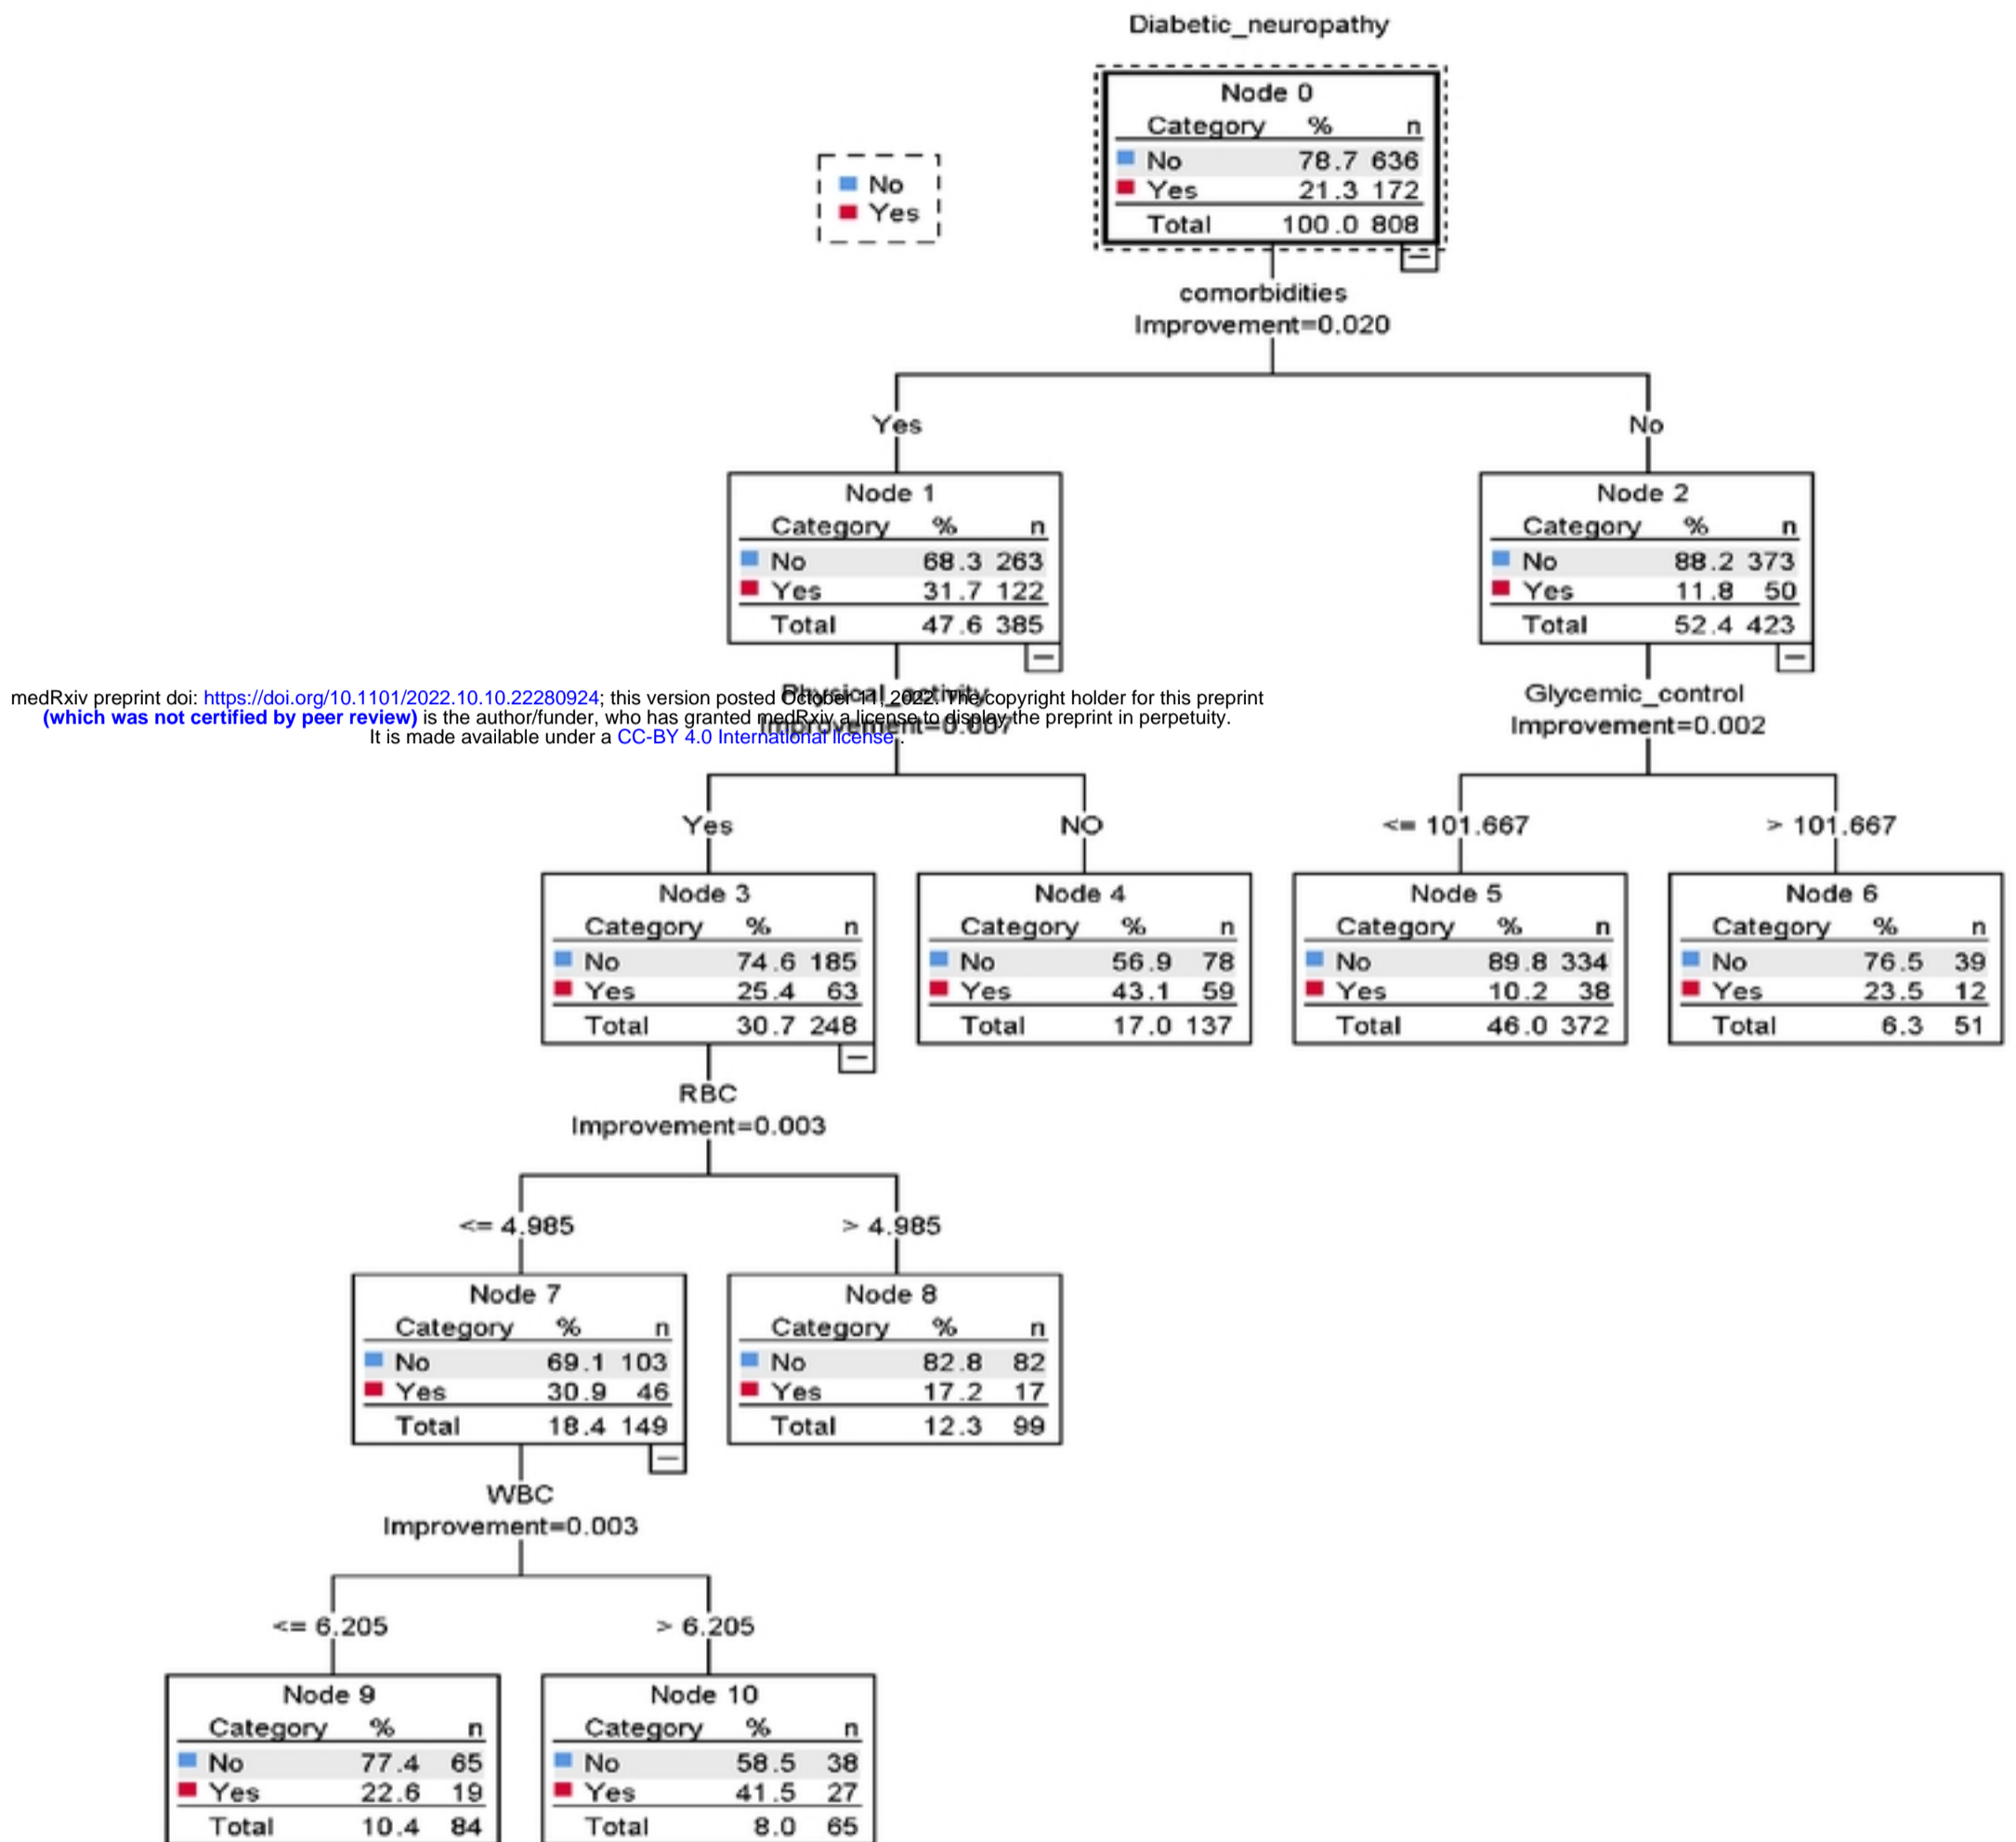 Diabetic_neuropathy
Node 0
Category % n
No 78.7 636
Yes 21.3 172
Total 100.0 808
No
Yes
comorbidities
Improvement=0.020
Yes
No
Node 1
Category % n
No 68.3 263
Yes 31.7 122
Total 47.6 385
Node 2
Category % n
No 88.2 373
Yes 11.8 50
Total 52.4 423
Physical_activity
Improvement=0.007
medRxiv preprint doi: https://doi.org/10.1101/2022.10.10.22280924; this version posted October 11, 2022. The copyright holder for this preprint
(which was not certified by peer review) is the author/funder, who has granted medRxiv a license to display the preprint in perpetuity.
It is made available under a CC-BY 4.0 International license .
Glycemic_control
Improvement=0.002
Yes
NO
<= 101.667
> 101.667
Node 3
Category % n
No 74.6 185
Yes 25.4 63
Total 30.7 248
Node 4
Category % n
No 56.9 78
Yes 43.1 59
Total 17.0 137
Node 5
Category % n
No 89.8 334
Yes 10.2 38
Total 46.0 372
Node 6
Category % n
No 76.5 39
Yes 23.5 12
Total 6.3 51
RBC
Improvement=0.003
<= 4.985
> 4.985
Node 7
Category % n
No 69.1 103
Yes 30.9 46
Total 18.4 149
Node 8
Category % n
No 82.8 82
Yes 17.2 17
Total 12.3 99
WBC
Improvement=0.003
<= 6.205
> 6.205
Node 9
Category % n
No 77.4 65
Yes 22.6 19
Total 10.4 84
Node 10
Category % n
No 58.5 38
Yes 41.5 27
Total 8.0 65